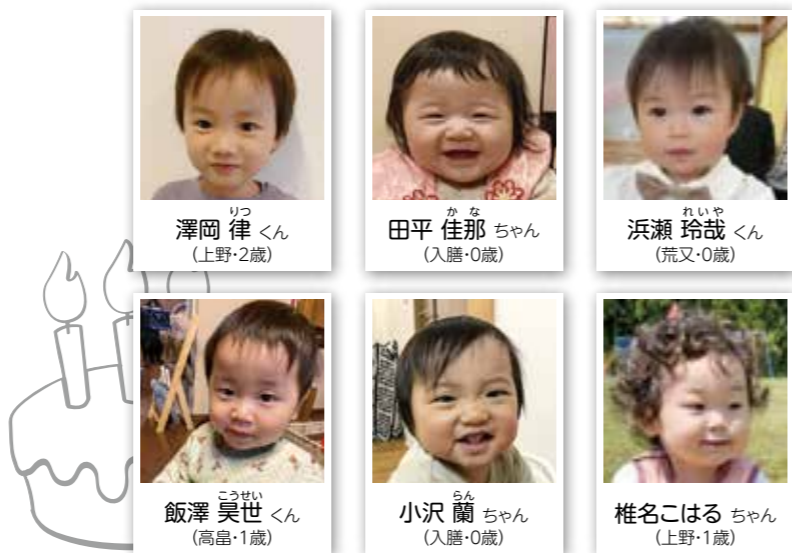 りつ
澤岡 律 くん
(上野・2歳)
かな
田平 佳那 ちゃん
(入膳・0歳)
れいや
浜瀬 玲哉 くん
(荒又・0歳)
こうせい
飯澤 昊世 くん
(高畠・1歳)
らん
小沢 蘭 ちゃん
(入膳・0歳)
椎名こはる ちゃん
(上野・1歳)